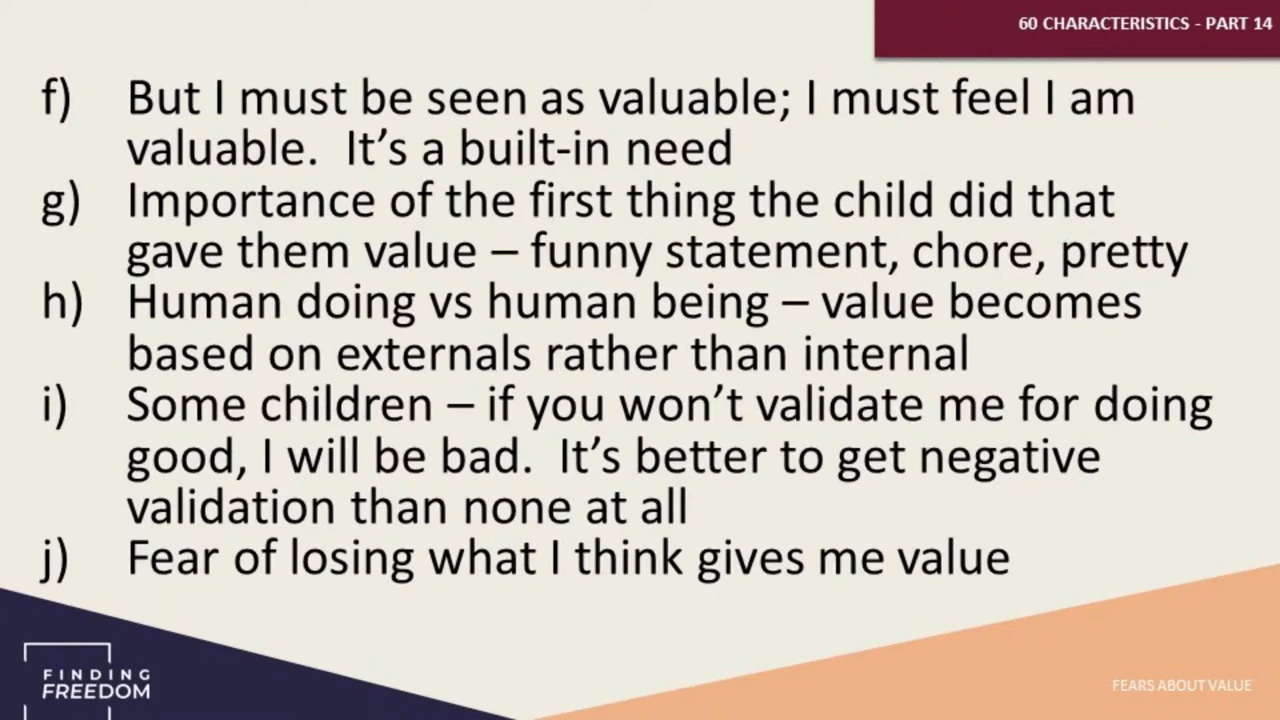 60 CHARACTERISTICS - PART 14
f) But I must be seen as valuable; I must feel I am
valuable.  It’s a built-in need
g) Importance of the first thing the child did that
gave them value – funny statement, chore, pretty
h) Human doing vs human being – value becomes
based on externals rather than internal
i) Some children – if you won’t validate me for doing
good, I will be bad.  It’s better to get negative
validation than none at all
j) Fear of losing what I think gives me value
FINDING
FREEDOM
FEARS ABOUT VALUE